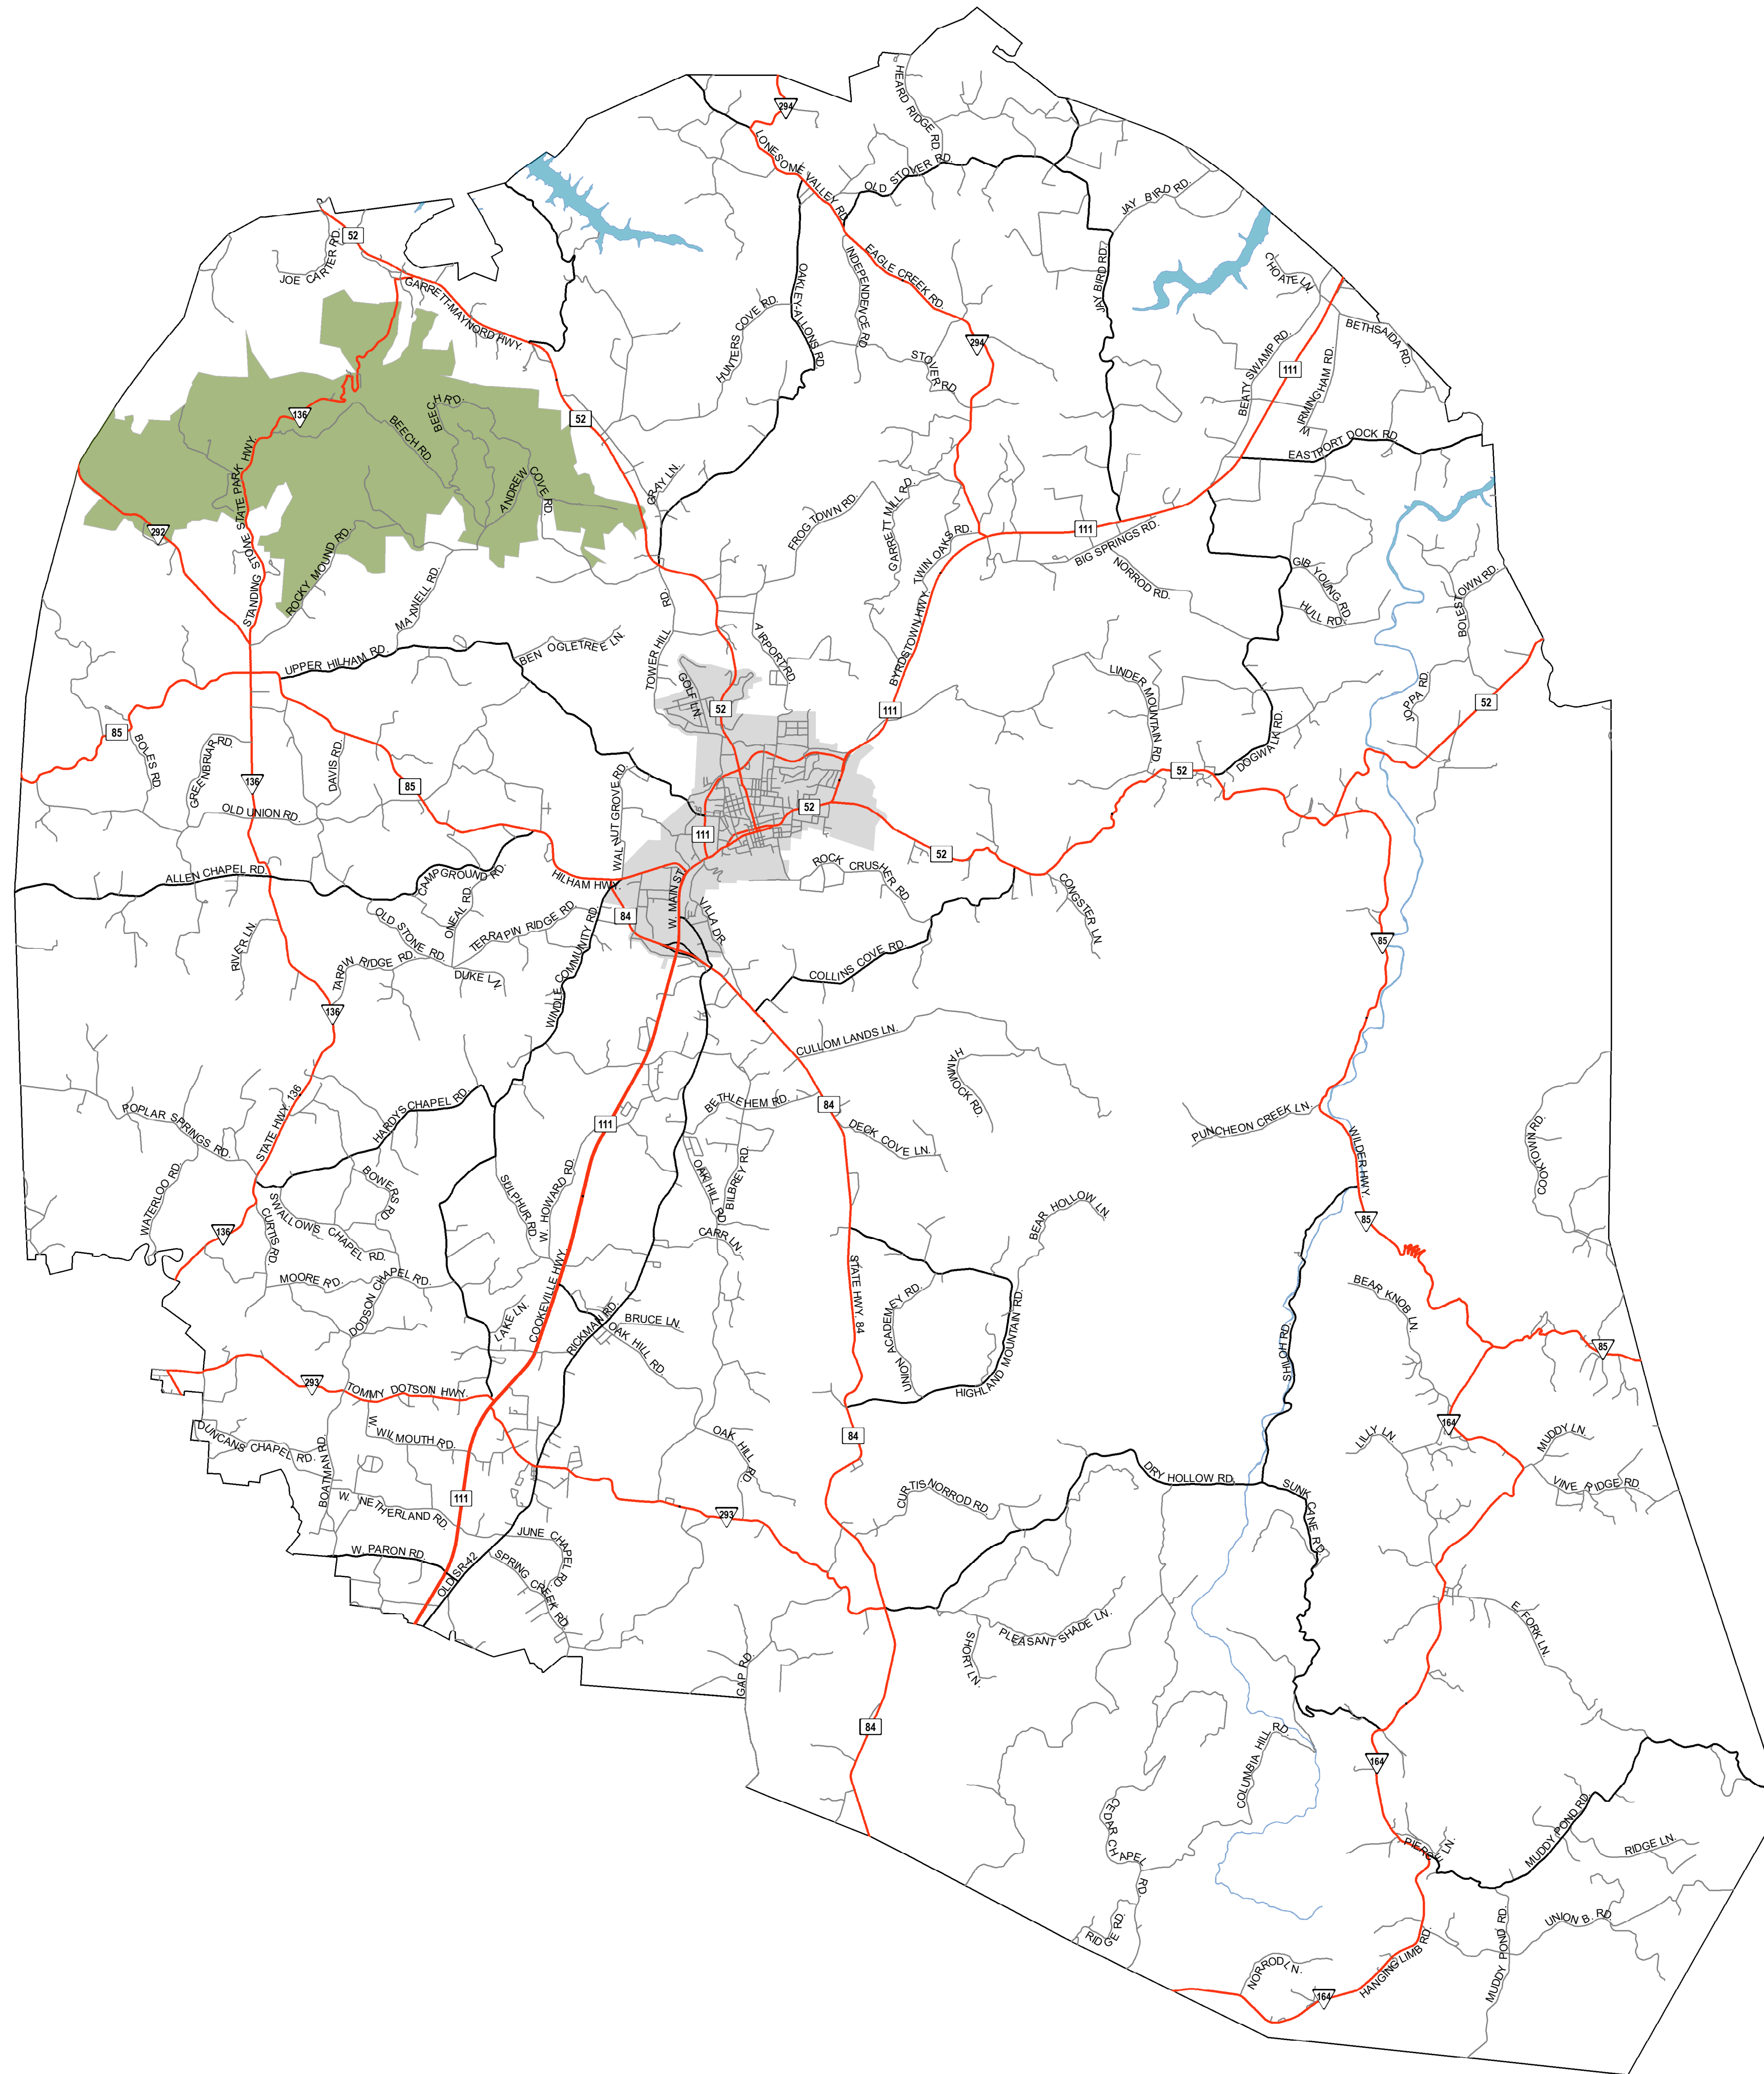 294
HEARD RIDGE RD.
LONESOME VALLEY RD.
OLD STOVER RD.
JAY BIRD RD.
52
JOE CARTER RD.
GARRETT-MAYNORD HWY.
OAKLEY-ALLONS RD
INDEPENDENCE RD
EAGLE CREEK RD.
JAY BIRD RD.
CHOATE LN.
HUNTERS COVE RD.
294
STOVER RD.
BETHSAIDA RD.
BEATY SWAMP RD.
111
W IRMINGHAM RD.
136
BEECH RD.
BEECH RD.
52
EASTPORT DOCK RD
STANDING STONE STATE PARK HWY.
ANDREW COVE RD.
GRAY LN.
292
ROCKY MOUND RD.
FROG TOWN RD.
GARRETT MILL RD.
TWIN OAKS RD.
111
BIG SPRINGS RD.
NORROD RD.
GIB YOUNG RD.
HULL RD.
BOLESTOWN RD.
MAXWELL RD.
UPPER HILHAM RD.
BEN OGLETREE LN.
TOWER HILL RD.
AIRPORT RD.
GOLF LN.
BYRDSTOWN HWY.
LINDER MOUNTAIN RD.
JOPPA RD
52
52
111
85
BOLES RD.
GREENBRIAR RD.
136
DAVIS RD.
85
DOGWALK RD.
52
OLD UNION RD.
WALNUT GROVE RD.
111
52
52
ROCK CRUSHER RD.
CONGSTER LN
ALLEN CHAPEL RD.
CAMPGROUND RD.
HILHAM HWY.
W. MAIN ST.
VILLA DR
84
85
OLD STONE RD.
ONEAL RD.
TERRAPIN RIDGE RD
RIVER LN
TARPIN RIDGE RD.
DUKE LN.
WINDLE COMMUNITY RD.
COLLINS COVE RD.
136
CULLOM LANDS LN.
HAMMOCK RD.
POPLAR SPRINGS RD.
STATE HWY. 136
HARDYS CHAPEL RD.
111
BETHLEHEM RD.
84
DECK COVE LN.
PUNCHEON CREEK LN.
WILDER HWY.
COOKTOWN RD.
WATERLOO RD.
BOWERS RD.
SULPHUR RD.
W. HOWARD RD.
OAK HILL RD
BILBREY RD.
136
SWALLOWS CHAPEL RD.
CURTIS RD.
CARR LN.
BEAR HOLLOW LN.
85
MOORE RD.
DODSON CHAPEL RD.
COOKEVILLE HWY.
STATE HWY. 84
UNION ACADEMEY RD.
HIGHLAND MOUNTAIN RD.
BEAR KNOB LN.
LAKE LN.
RICKMAN RD.
BRUCE LN.
OAK HILL RD.
SHILOH RD.
85
293
TOMMY DOTSON HWY.
84
164
DUNCANS CHAPEL RD.
W. WILMOUTH RD.
OAK HILL RD
LILLY LN.
MUDDY LN.
BOATMAN RD.
DRY HOLLOW RD.
SUNK CANE RD.
VINE RIDGE RD
111
W. NETHERLAND RD.
293
CURTIS NORROD RD.
W. PARON RD.
OLD SR-42
JUNE CHAPEL RD.
SPRING CREEK RD.
PLEASANT SHADE LN.
SHORT LN.
E. FORK LN.
GAP RD.
84
COLUMBIA HILL RD.
164
CEDAR CHAPEL RD.
PIERCE LN.
MUDDY POND RD.
RIDGE LN.
RIDGE RD.
UNION B. RD.
MUDDY POND RD.
NORROD LN.
164
HANGING LIMB RD.